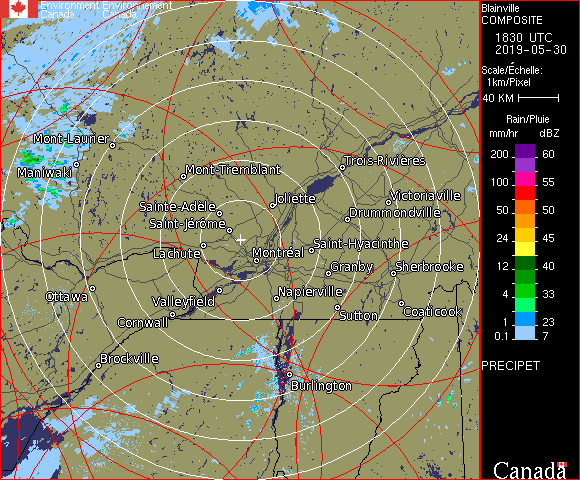 Environment Environnement
Canada Canada
Mont-Laurier
Maniwaki
Mont-Tremblant
Trois-Rivières
Sainte-Adèle
Joliette
Victoriaville
Saint-Jérôme
Drummondville
Lachute
Montréal
Saint-Hyacinthe
Granby
Sherbrooke
Ottawa
Valleyfield
Napierville
Cornwall
Sutton
Coaticook
Brockville
Burlington
Blainville
COMPOSITE
1830 UTC
2019-05-30
Scale/Échelle:
1km/Pixel
40 KM
Rain/Pluie
mm/hr dBZ
200 60
150 57
100 55
50 50
24 45
12 40
4 33
1 23
0.1 7
PRECIPET
Canada